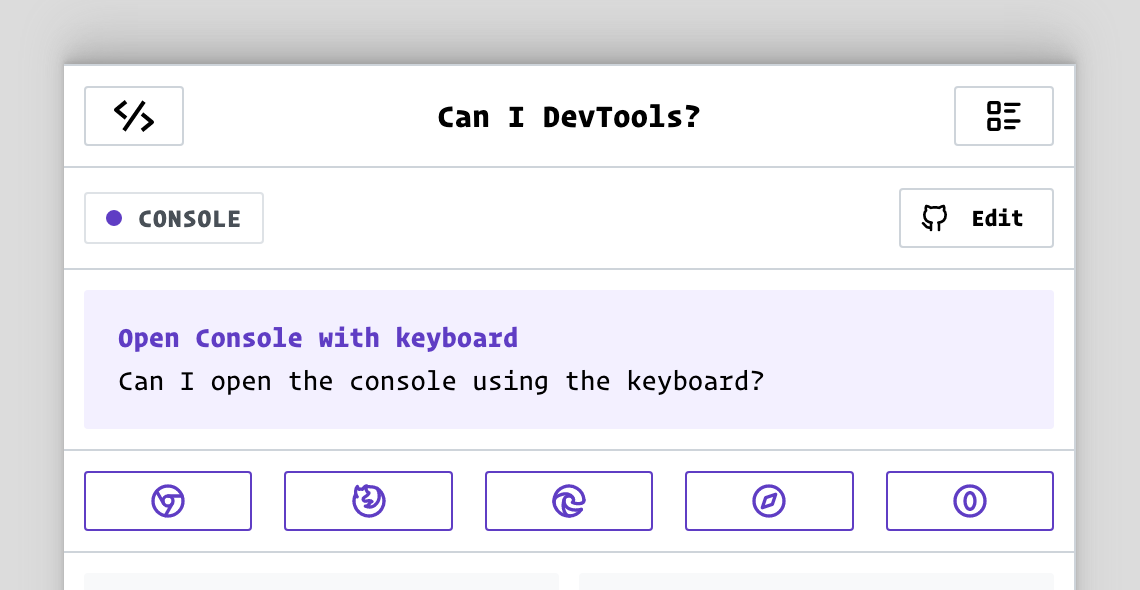 Can I DevTools?
CONSOLE
Edit
Open Console with keyboard
Can I open the console using the keyboard?